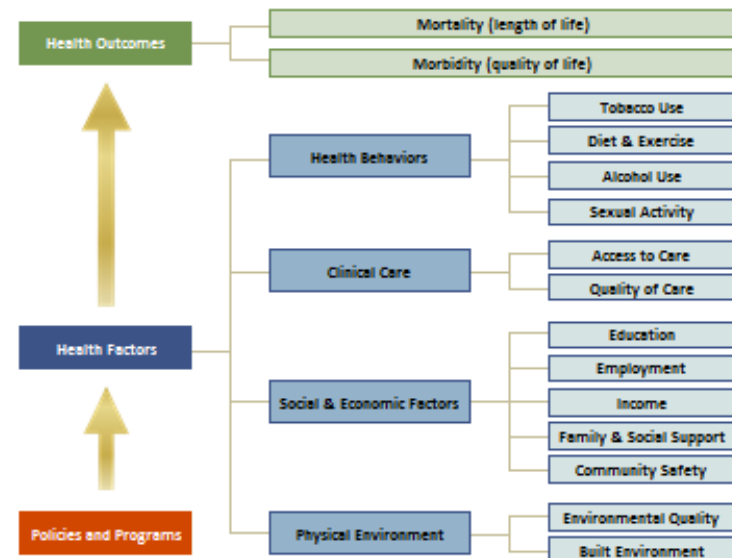 Health Outcomes
Mortality (length of life)
Morbidity (quality of life)
Health Behaviors
Tobacco Use
Diet & Exercise
Alcohol Use
Sexual Activity
Clinical Care
Access to Care
Quality of Care
Health Factors
Social & Economic Factors
Education
Employment
Income
Family & Social Support
Community Safety
Policies and Programs
Physical Environment
Environmental Quality
Built Environment